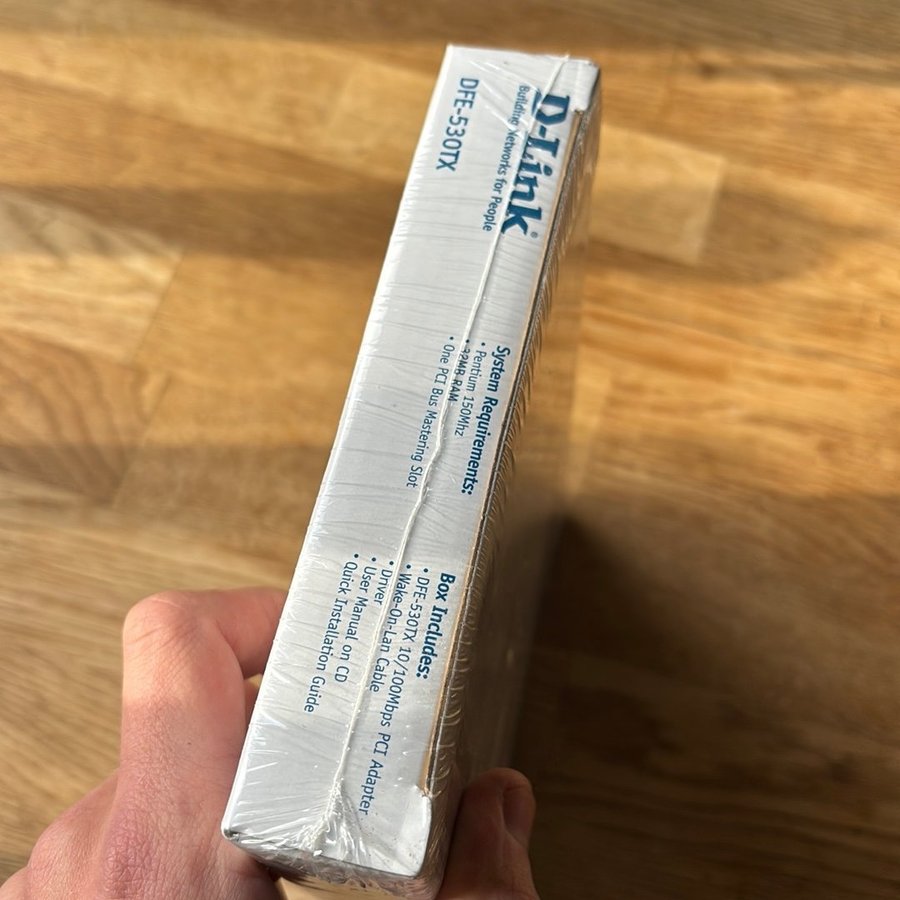 D-Link®
Building Networks for People
DFE-530TX
System Requirements:
• Pentium 150Mhz
• 32MB RAM
• One PCI Bus Mastering Slot
Box Includes:
• DFE-530TX 10/100Mbps PCI Adapter
• Wake-On-Lan Cable
• Driver
• User Manual on CD
• Quick Installation Guide